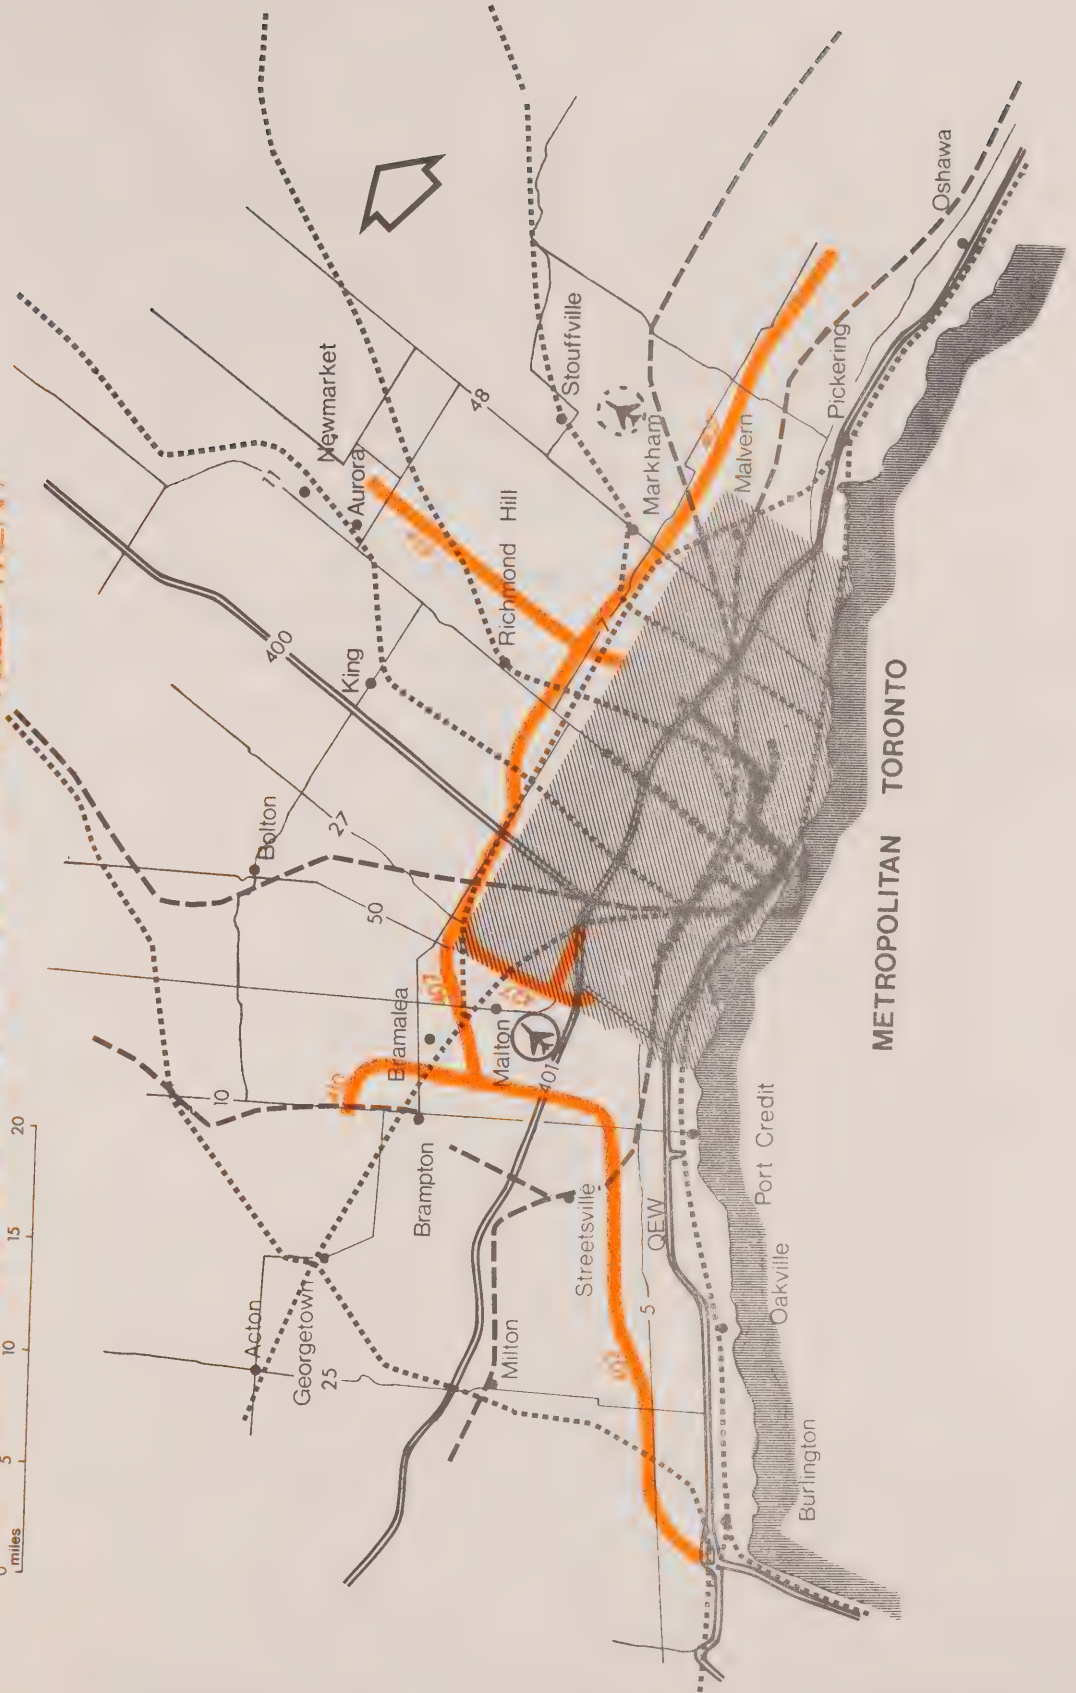 0 5 10 15 20
miles
Acton
Georgetown
25
Milton
Brampton
10
Bramalea
Malton
401
Streetsville
QEW
5
Burlington
Oakville
Port Credit
50
27
Bolton
King
400
11
Newmarket
Aurora
Richmond Hill
48
Stouffville
7
Markham
Malvern
Pickering
Oshawa
METROPOLITAN TORONTO